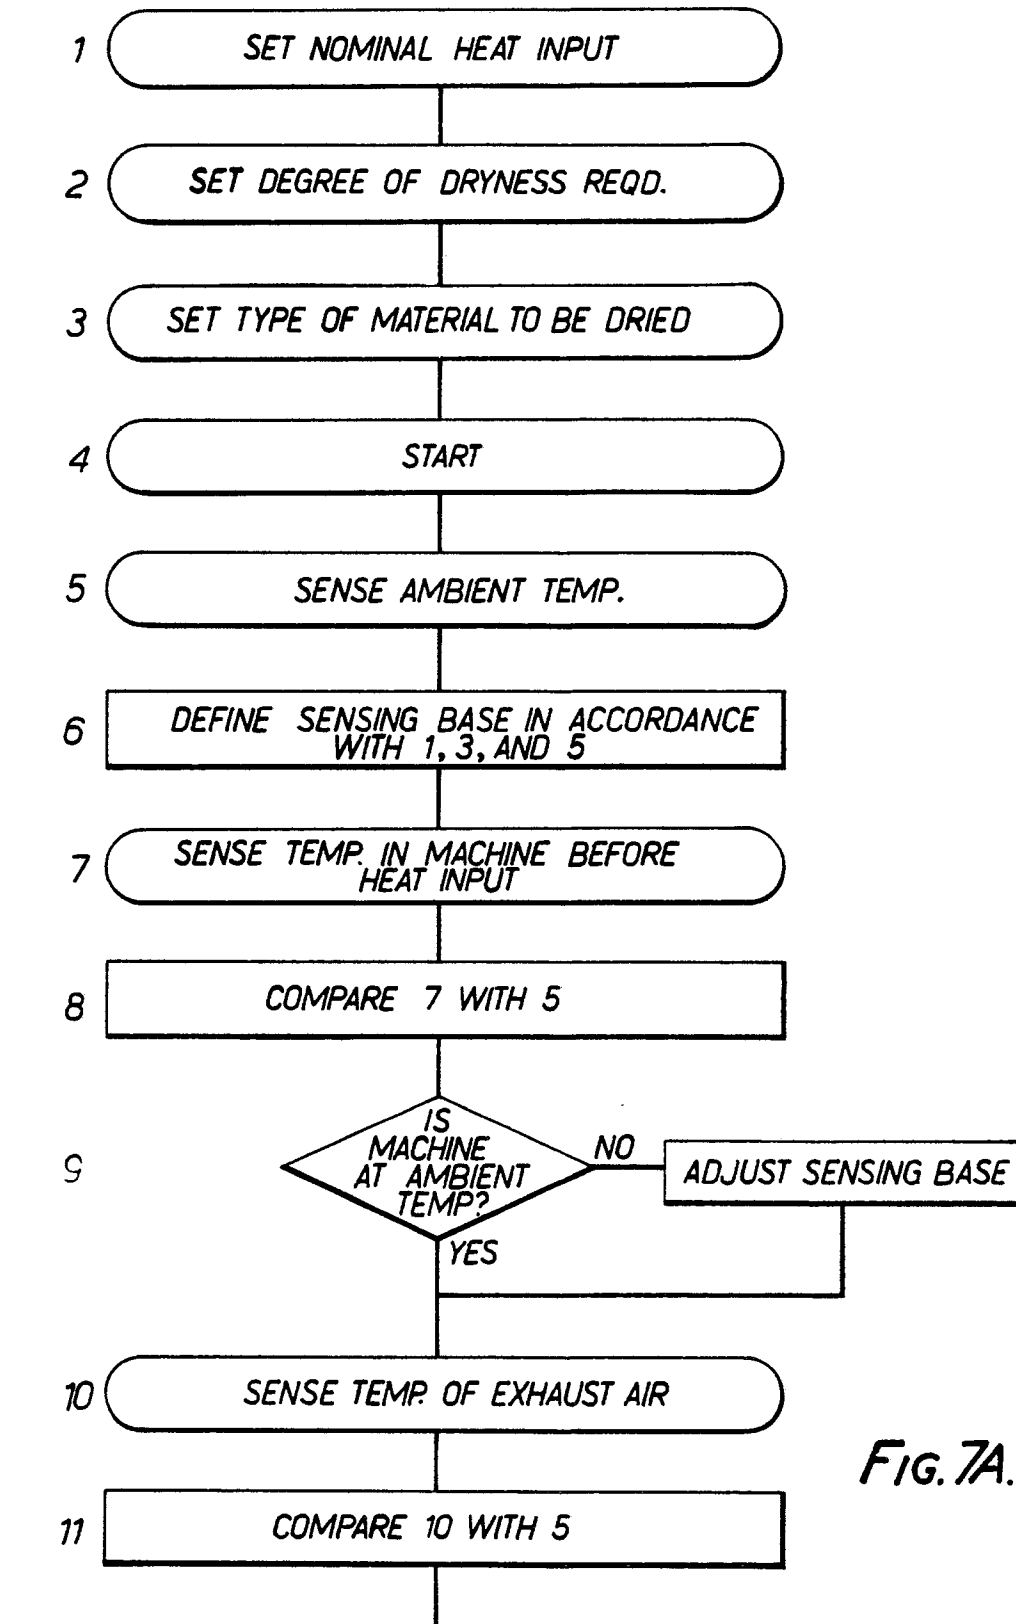 1 SET NOMINAL HEAT INPUT
2 SET DEGREE OF DRYNESS REQD.
3 SET TYPE OF MATERIAL TO BE DRIED
4 START
5 SENSE AMBIENT TEMP.
6 DEFINE SENSING BASE IN ACCORDANCE
WITH 1, 3, AND 5
7 SENSE TEMP. IN MACHINE BEFORE
HEAT INPUT
8 COMPARE 7 WITH 5
9 IS
MACHINE
AT AMBIENT
TEMP?
NO
ADJUST SENSING BASE
YES
10 SENSE TEMP. OF EXHAUST AIR
11 COMPARE 10 WITH 5
FIG. 7A.